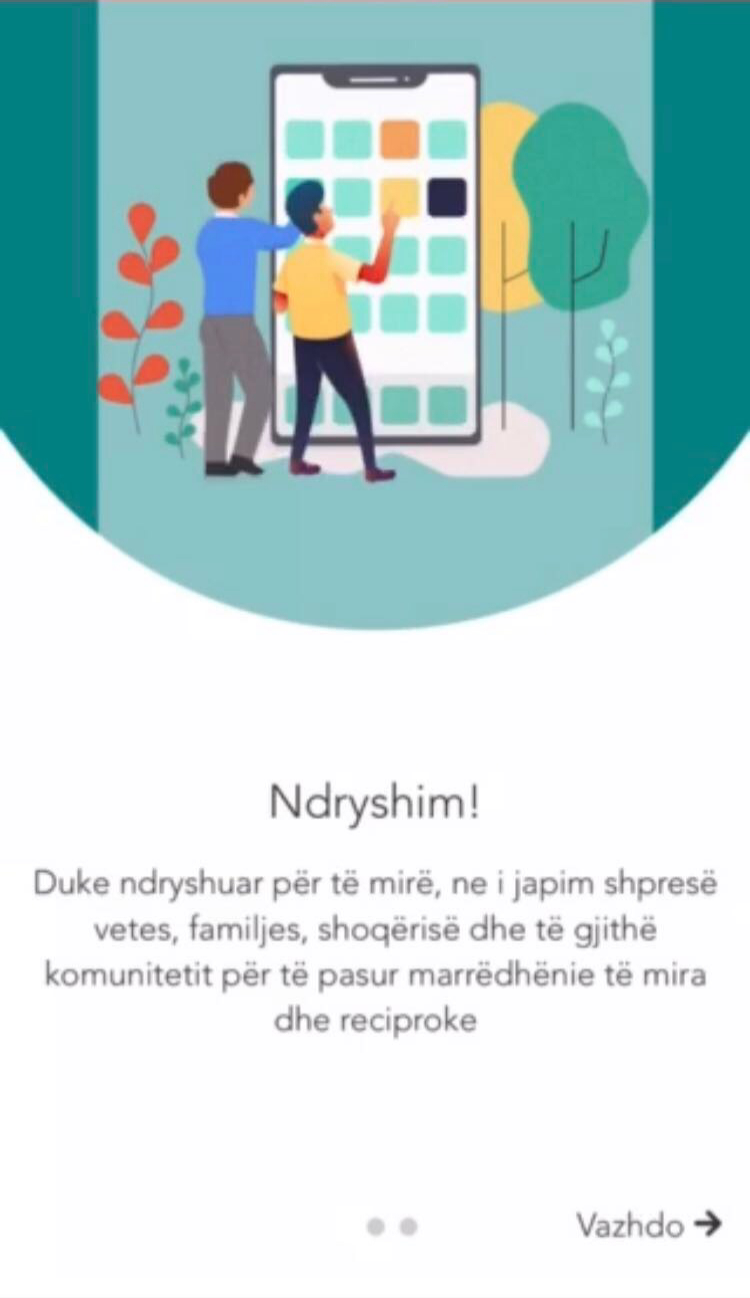 Ndryshim!
Duke ndryshuar për të mirë, ne i japim shpresë
vetes, familjes, shoqërisë dhe të gjithë
komunitetit për të pasur marrëdhënie të mira
dhe reciproke
Vazhdo →